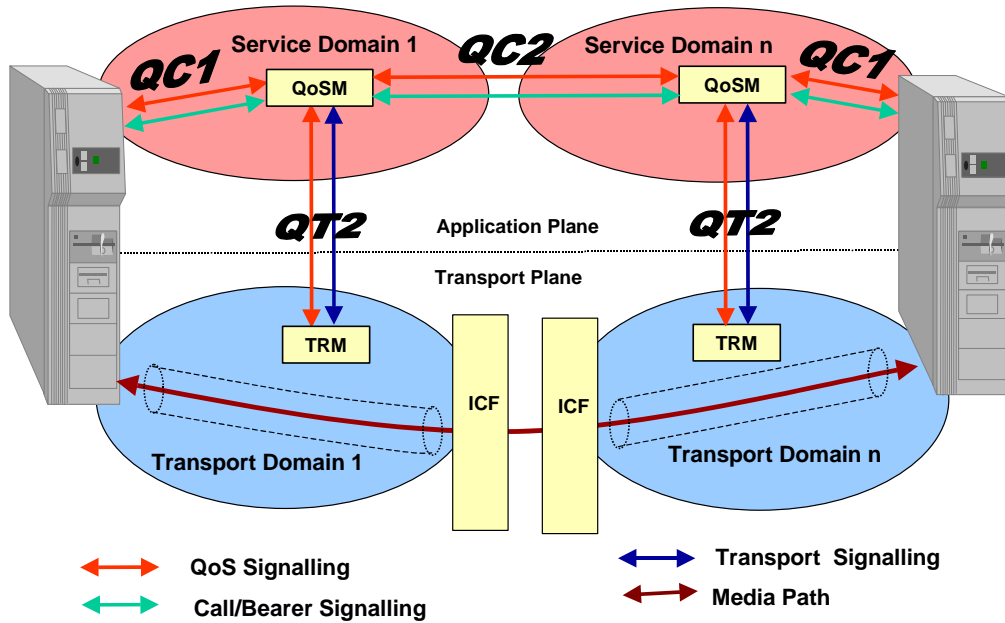 Service Domain 1
QC2
Service Domain n
QC1
QoSM
QoSM
QC1
QT2
Application Plane
QT2
Transport Plane
TRM
TRM
ICF
ICF
Transport Domain 1
Transport Domain n
QoS Signalling
Transport Signalling
Call/Bearer Signalling
Media Path